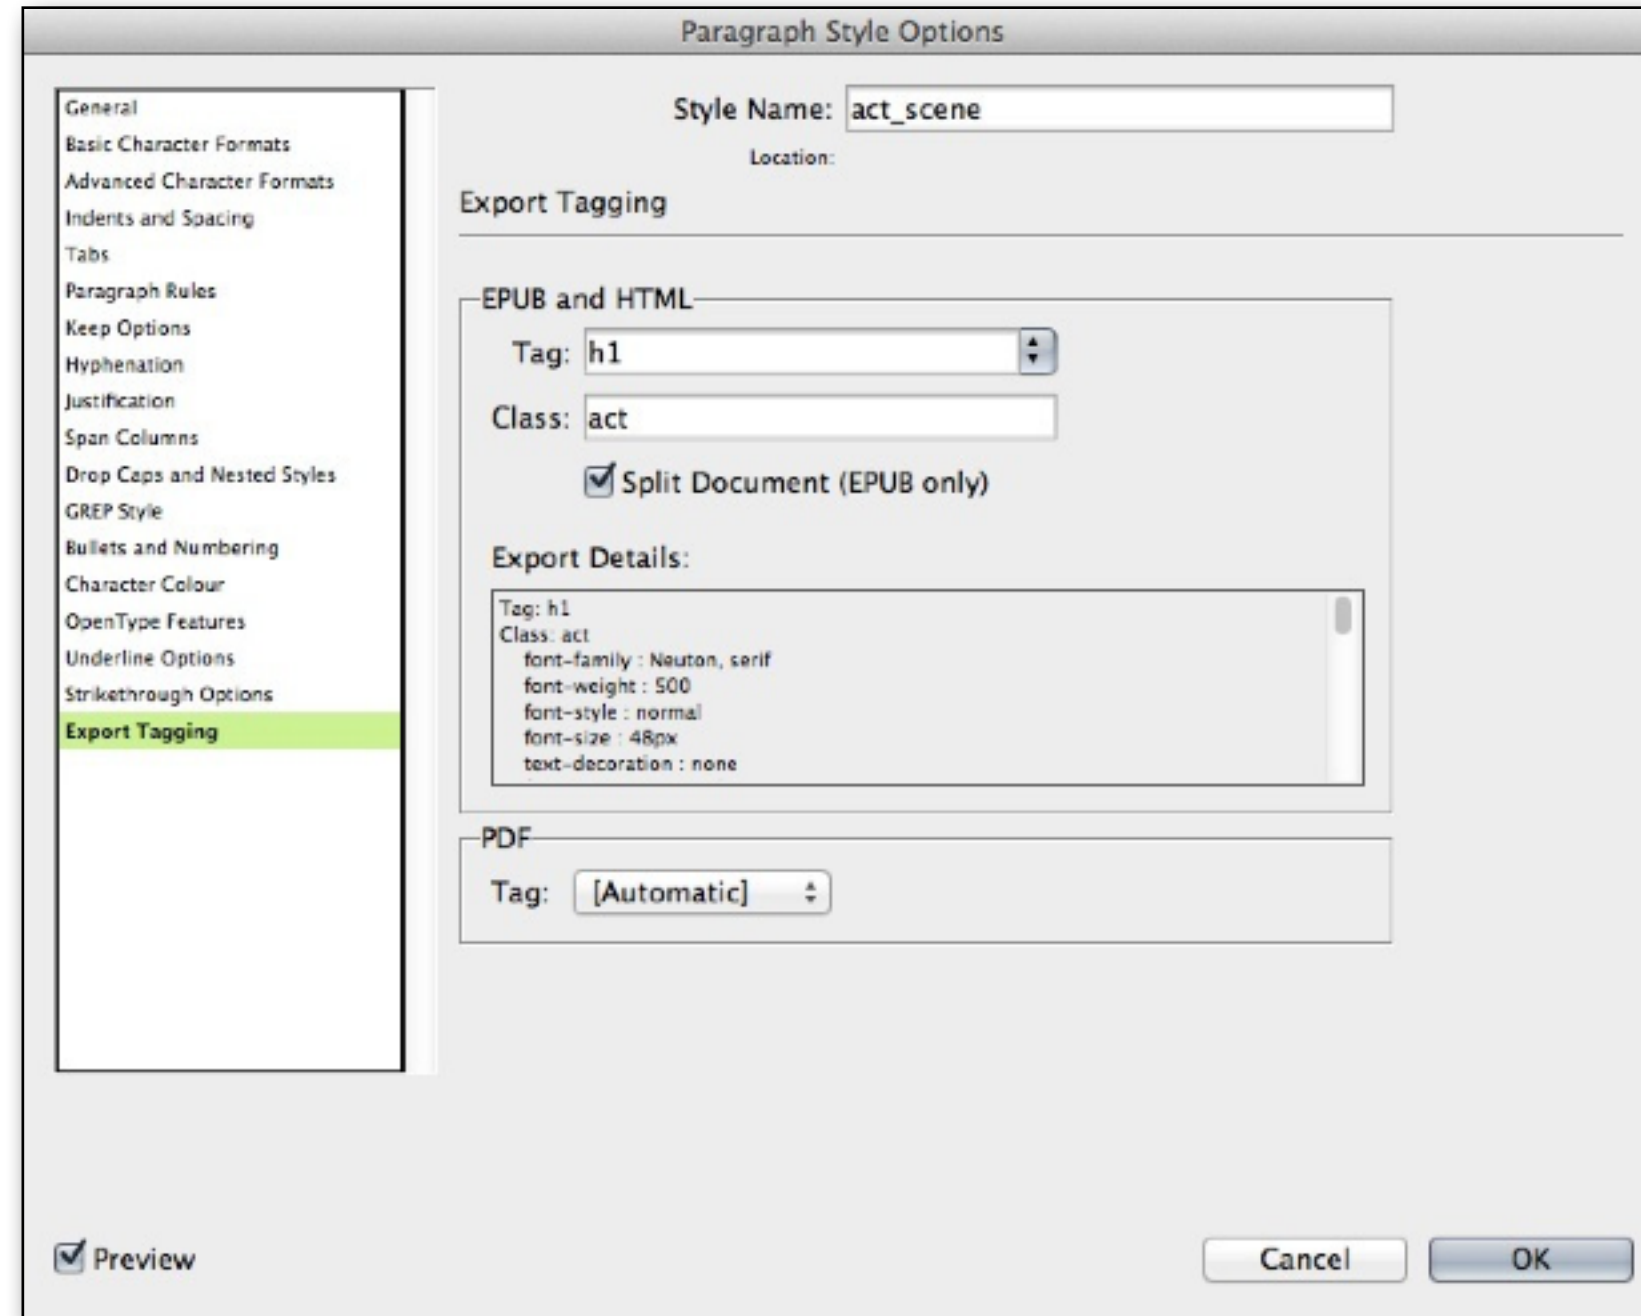 Paragraph Style Options
General
Basic Character Formats
Advanced Character Formats
Indents and Spacing
Tabs
Paragraph Rules
Keep Options
Hyphenation
Justification
Span Columns
Drop Caps and Nested Styles
GREP Style
Bullets and Numbering
Character Colour
OpenType Features
Underline Options
Strikethrough Options
Export Tagging
Style Name: act_scene
Location:
Export Tagging
EPUB and HTML
Tag: h1
Class: act
Split Document (EPUB only)
Export Details:
Tag: h1
Class: act
font-family : Neuton, serif
font-weight : 500
font-style : normal
font-size : 48px
text-decoration : none
PDF
Tag: [Automatic]
Preview
Cancel
OK